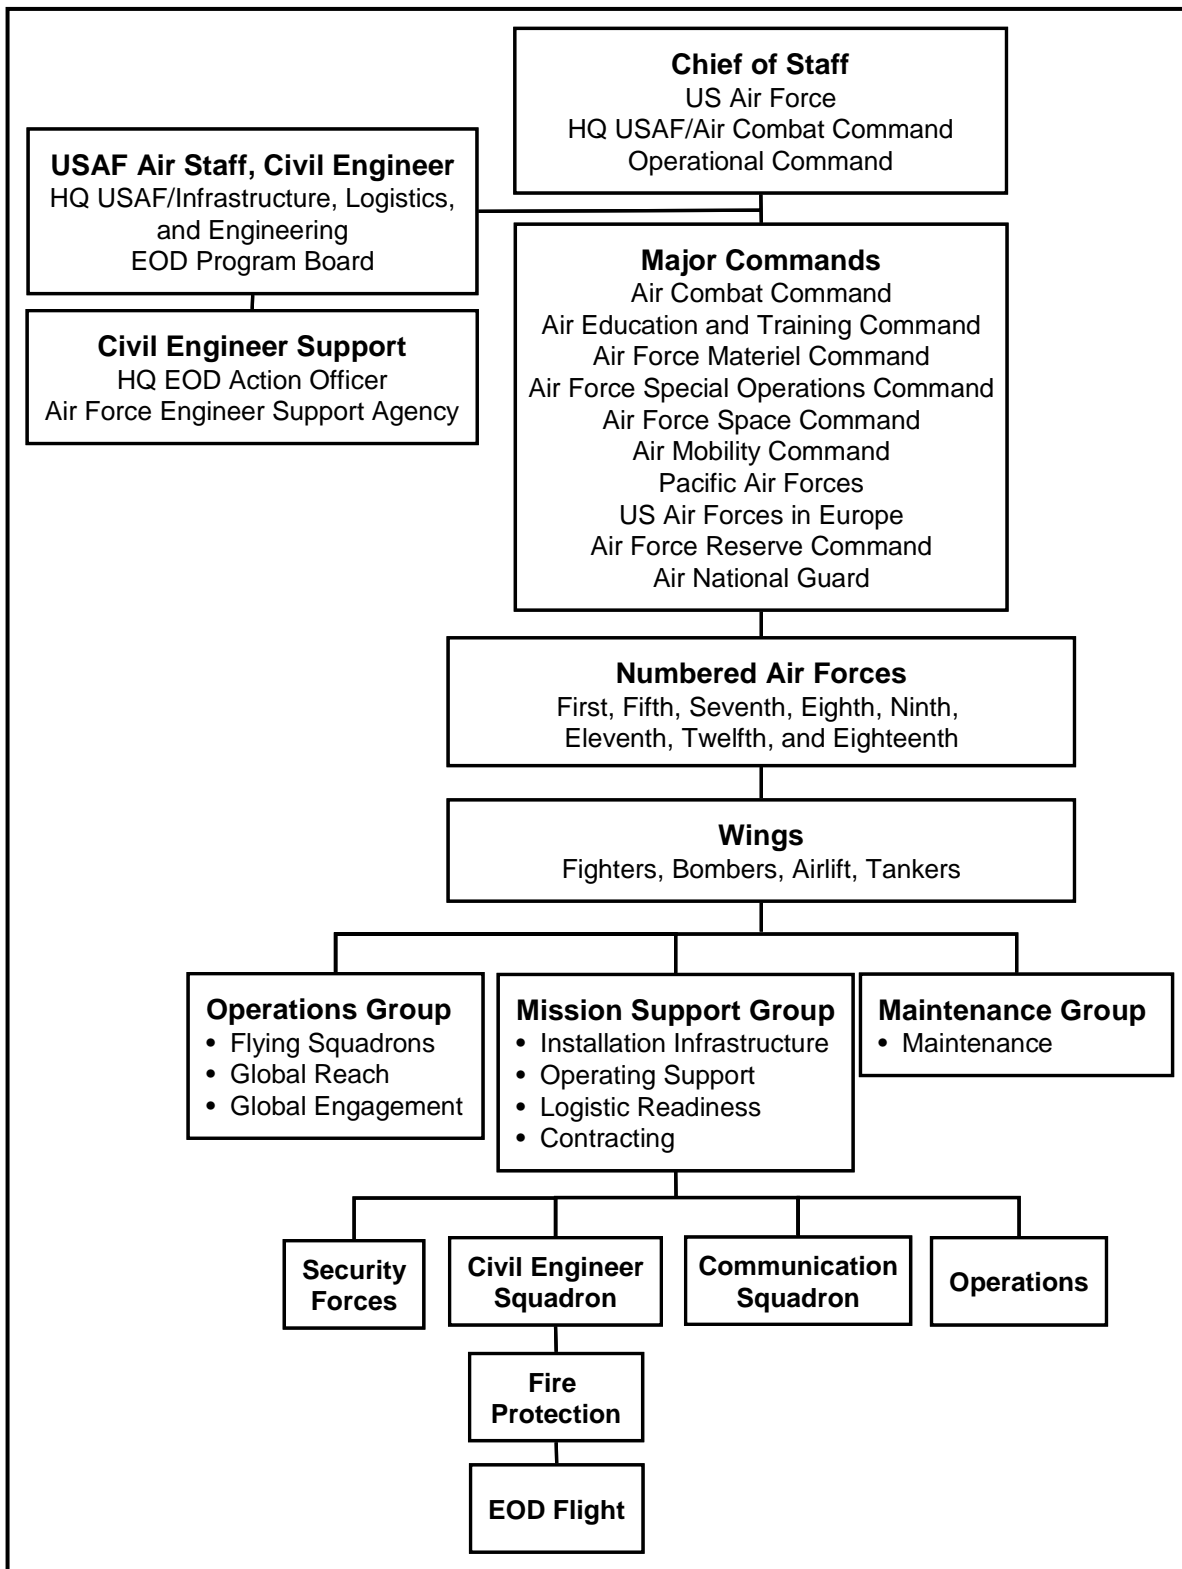 Chief of Staff
US Air Force
HQ USAF/Air Combat Command
Operational Command
USAF Air Staff, Civil Engineer
HQ USAF/Infrastructure, Logistics,
and Engineering
EOD Program Board
Civil Engineer Support
HQ EOD Action Officer
Air Force Engineer Support Agency
Major Commands
Air Combat Command
Air Education and Training Command
Air Force Materiel Command
Air Force Special Operations Command
Air Force Space Command
Air Mobility Command
Pacific Air Forces
US Air Forces in Europe
Air Force Reserve Command
Air National Guard
Numbered Air Forces
First, Fifth, Seventh, Eighth, Ninth,
Eleventh, Twelfth, and Eighteenth
Wings
Fighters, Bombers, Airlift, Tankers
Operations Group
• Flying Squadrons
• Global Reach
• Global Engagement
Mission Support Group
• Installation Infrastructure
• Operating Support
• Logistic Readiness
• Contracting
Maintenance Group
• Maintenance
Security
Forces
Civil Engineer
Squadron
Communication
Squadron
Operations
Fire
Protection
EOD Flight